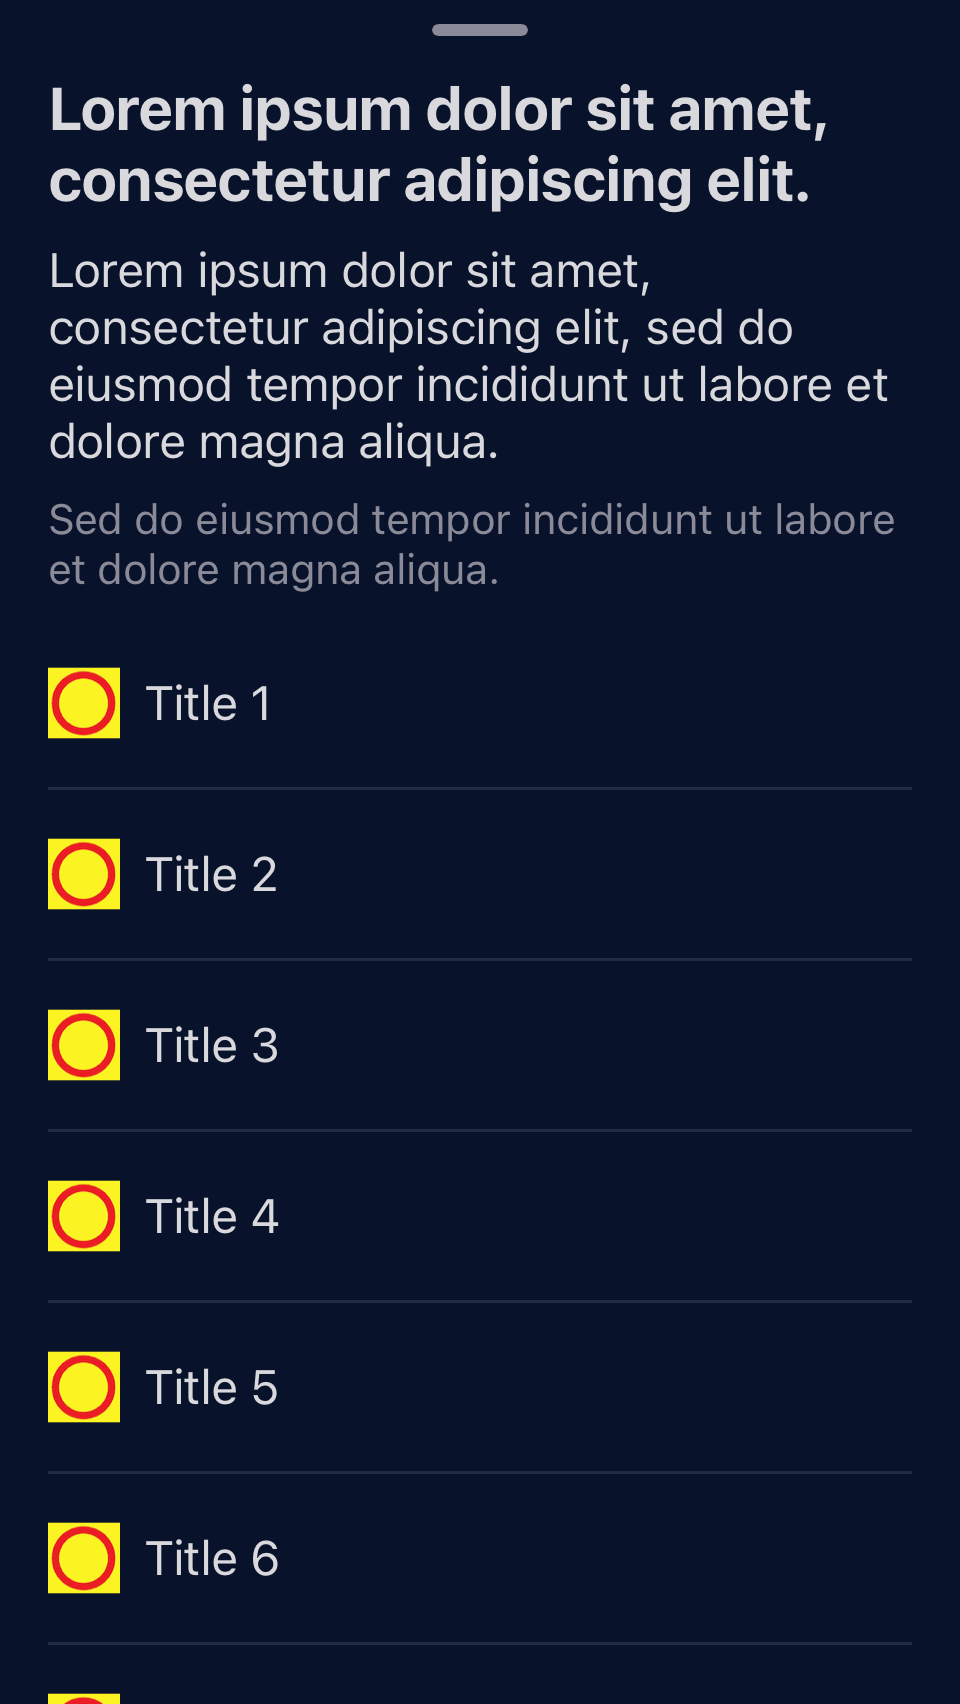 Lorem ipsum dolor sit amet,
consectetur adipiscing elit.
Lorem ipsum dolor sit amet,
consectetur adipiscing elit, sed do
eiusmod tempor incididunt ut labore et
dolore magna aliqua.
Sed do eiusmod tempor incididunt ut labore
et dolore magna aliqua.
Title 1
Title 2
Title 3
Title 4
Title 5
Title 6